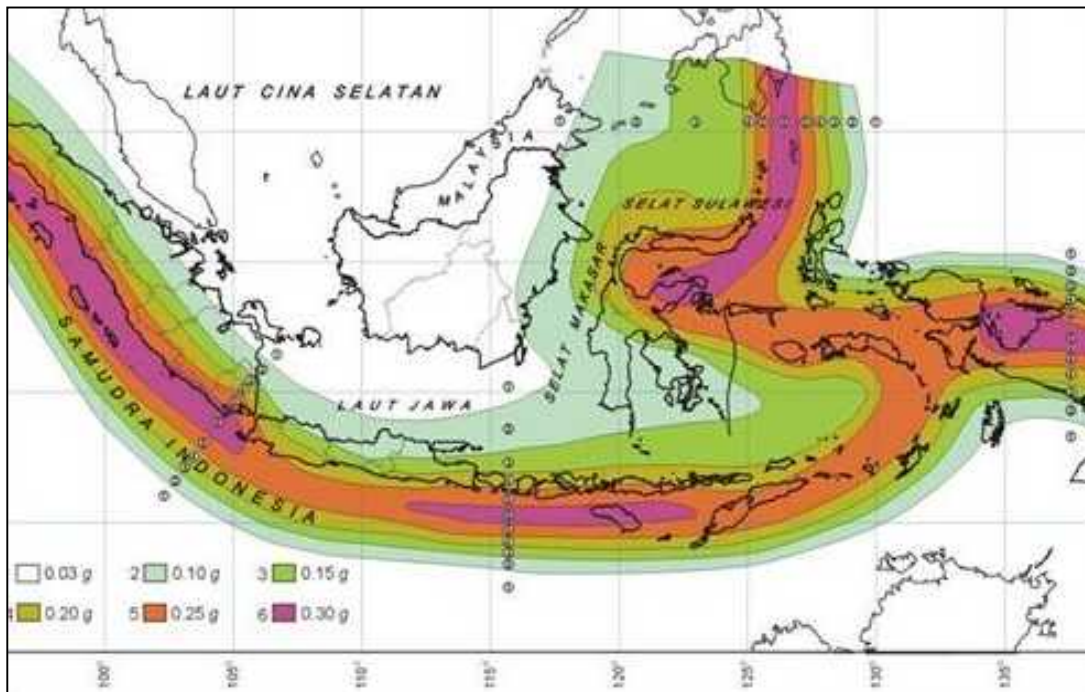 LAUT CINA SELATAN
MALAYSIA
SELAT SULAWESI
SELAT MAKASAR
LAUT JAWA
SAMUDRA INDONESIA
0.03 g 2 0.10 g 3 0.15 g
4 0.20 g 5 0.25 g 6 0.30 g
100° 105° 110° 115° 120° 125° 130° 135°